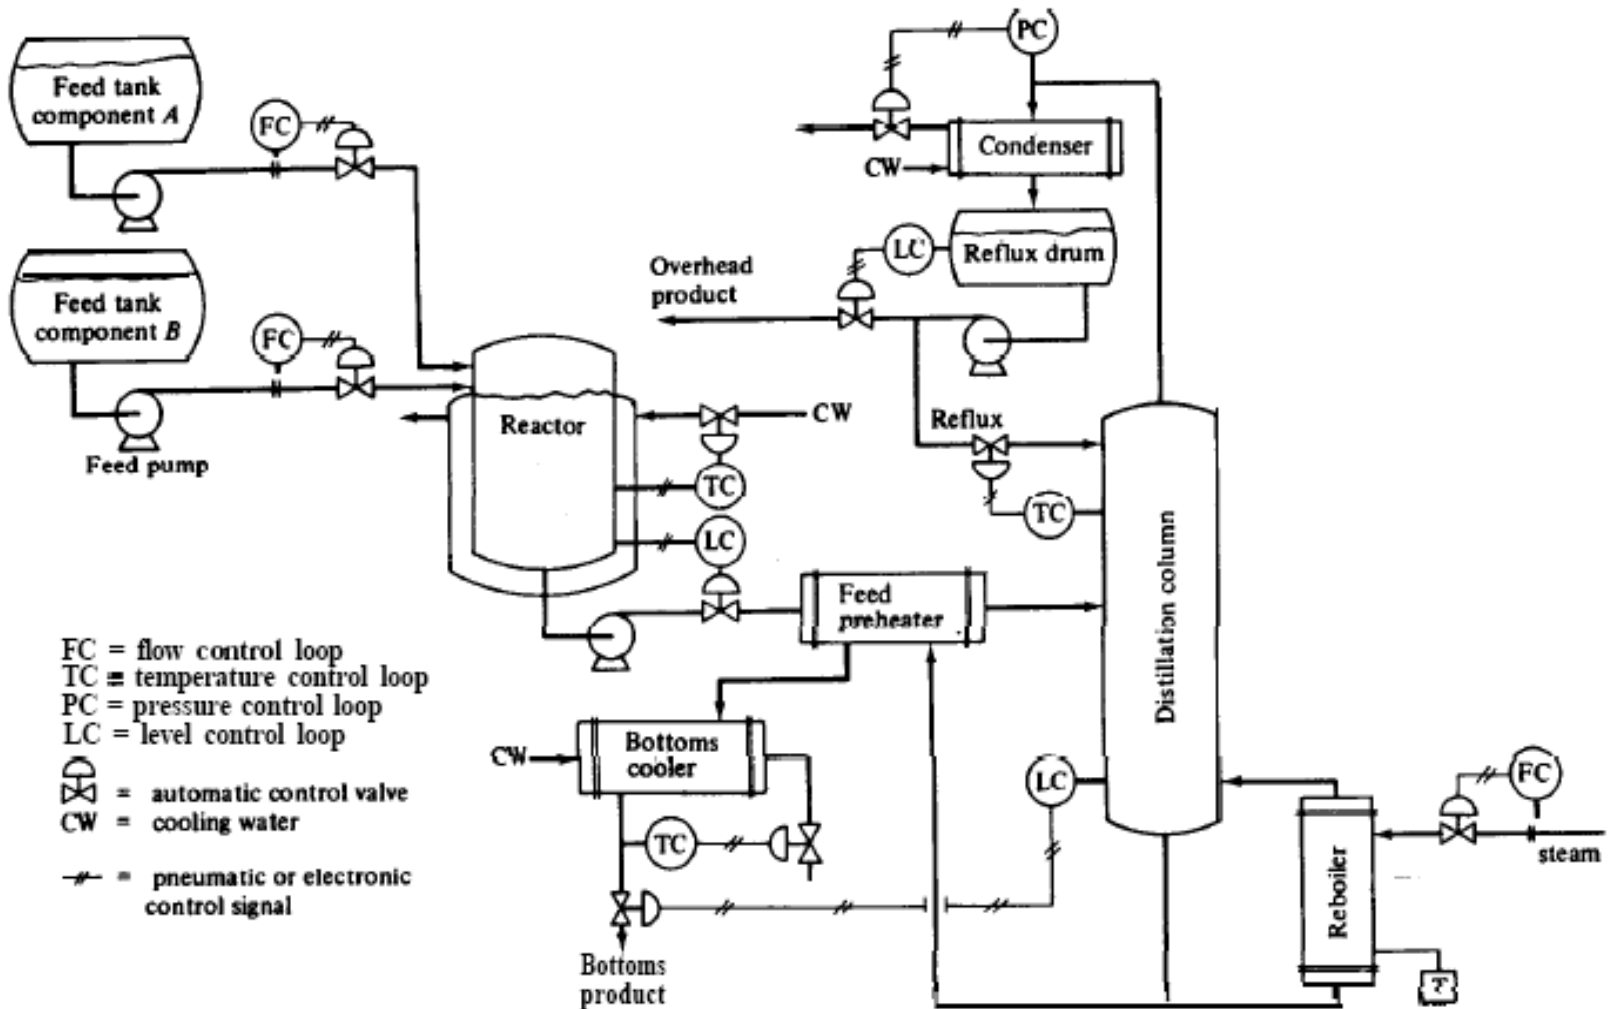 PC
Feed tank
component A
FC
Condenser
CW
LC
Reflux drum
Overhead
product
Feed tank
component B
FC
Reactor
CW
Reflux
Feed pump
TC
TC
LC
Distillation column
Feed
preheater
FC = flow control loop
TC = temperature control loop
PC = pressure control loop
LC = level control loop
= automatic control valve
CW = cooling water
= pneumatic or electronic
control signal
CW
Bottoms
cooler
LC
FC
TC
steam
Reboiler
Bottoms
product